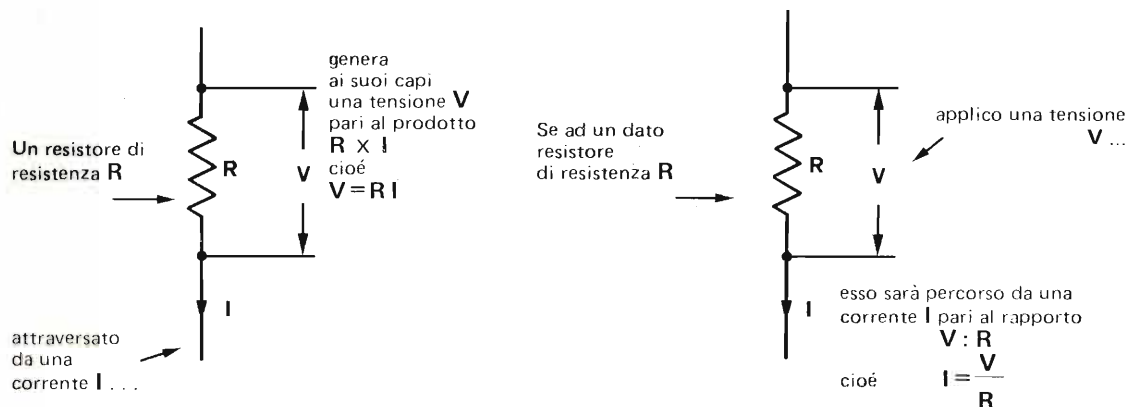 Un resistore di
resistenza R
attraversato
da una
corrente I . . .
R
V
I
genera
ai suoi capi
una tensione V
pari al prodotto
R X I
cioé
V = R I
Se ad un dato
resistore
di resistenza R
R
V
I
applico una tensione
V ...
esso sarà percorso da una
corrente I pari al rapporto
V : R
cioé I = V
R